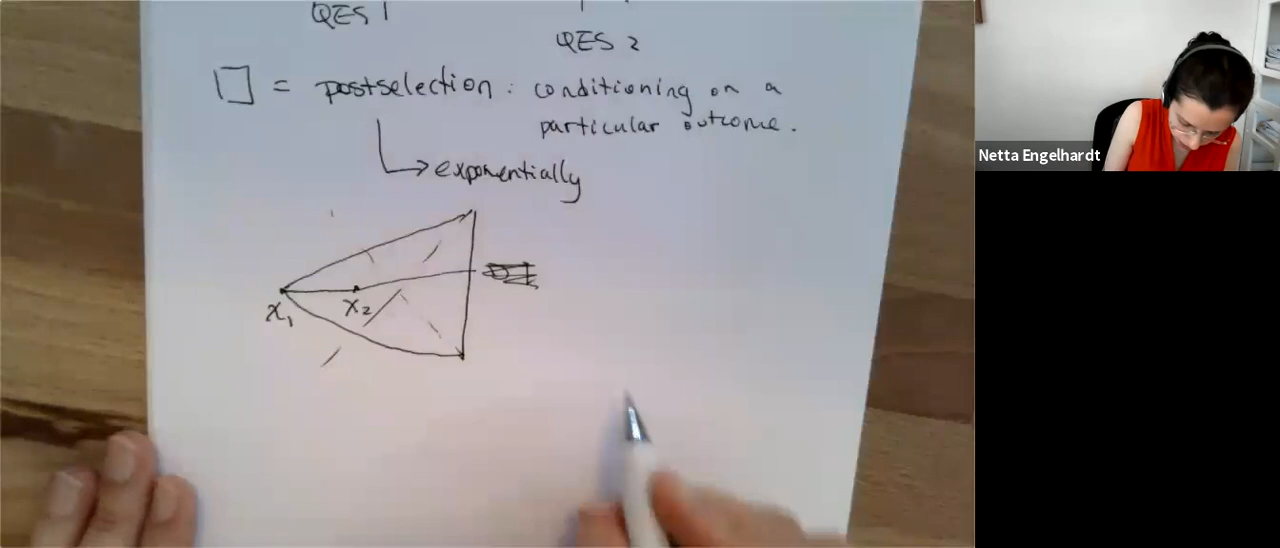 QES 1
QES 2
□ = postselection : conditioning on a
particular outcome.
exponentially
x₁
x₂
Netta Engelhardt